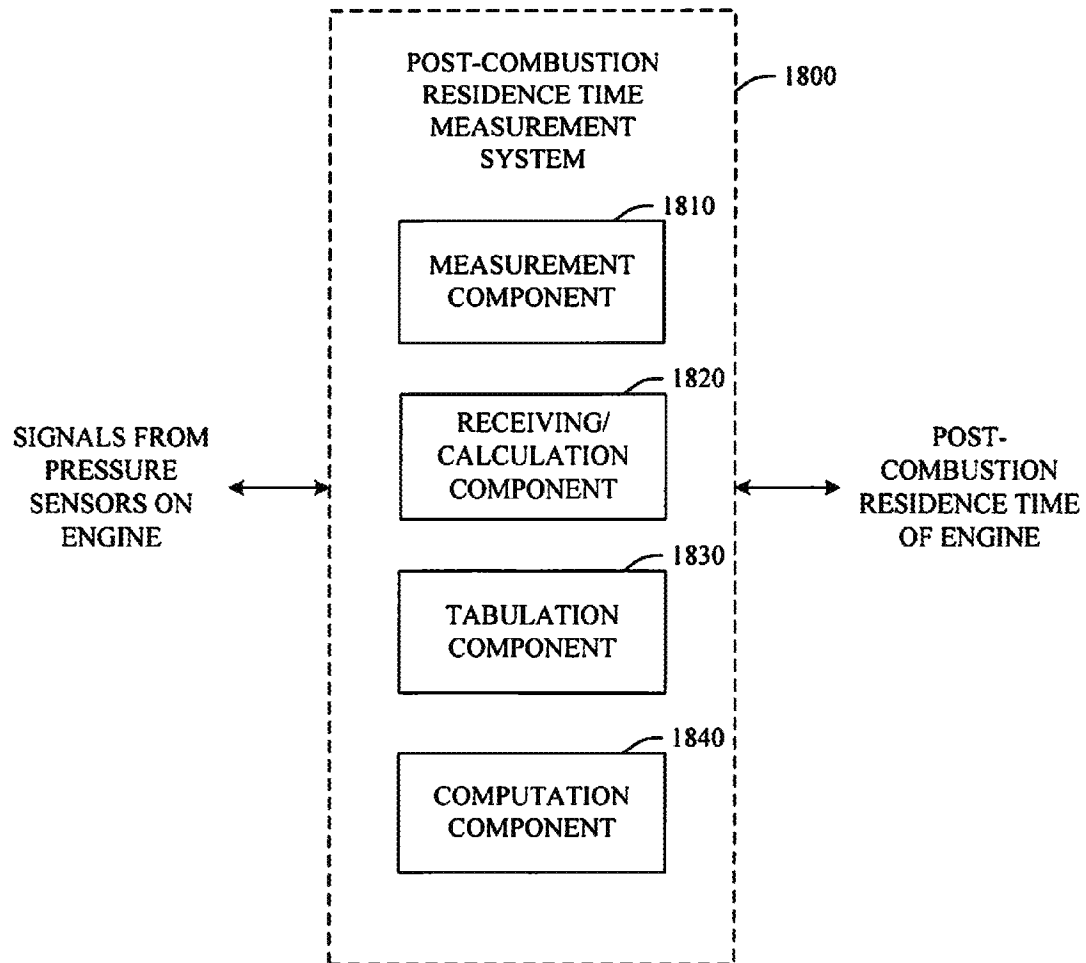 POST-COMBUSTION
RESIDENCE TIME
MEASUREMENT
SYSTEM
1800
1810
MEASUREMENT
COMPONENT
1820
RECEIVING/
CALCULATION
COMPONENT
SIGNALS FROM
PRESSURE
SENSORS ON
ENGINE
POST-
COMBUSTION
RESIDENCE TIME
OF ENGINE
1830
TABULATION
COMPONENT
1840
COMPUTATION
COMPONENT